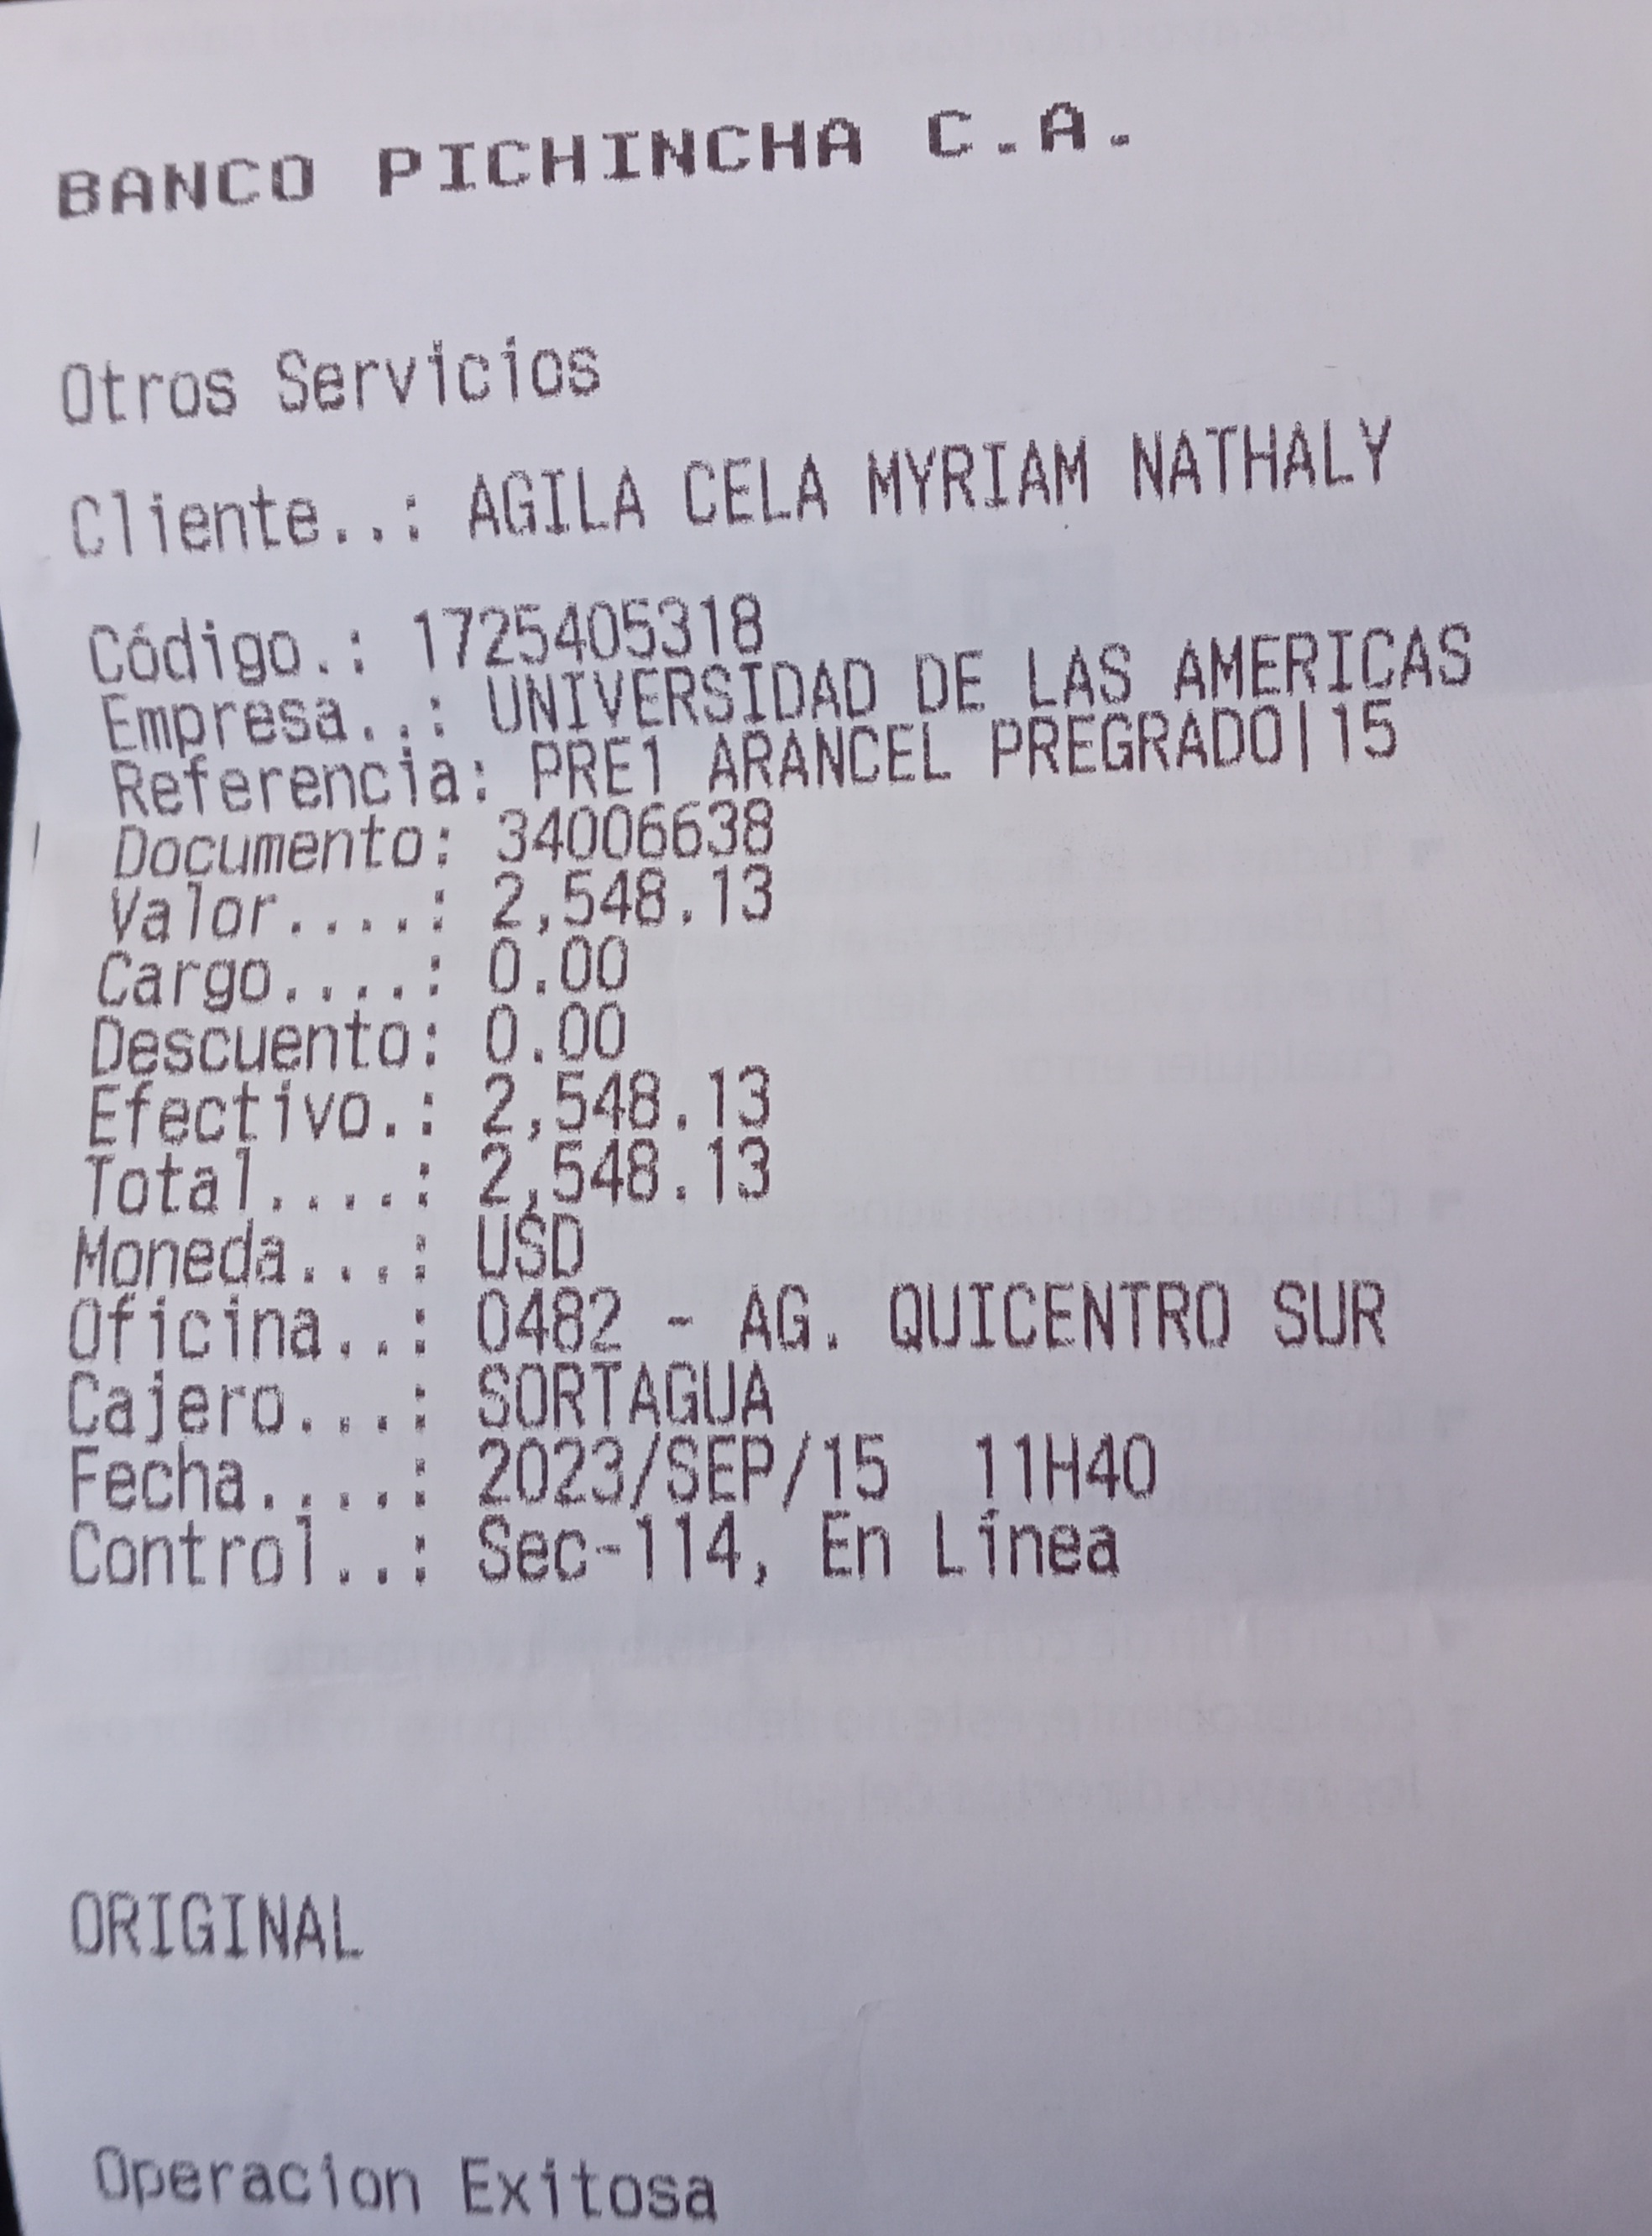 BANCO PICHINCHA C.A.
Otros Servicios
Cliente..: AGILA CELA MYRIAM NATHALY
Código.: 1725405318
Empresa..: UNIVERSIDAD DE LAS AMERICAS
Referencia: PRE1 ARANCEL PREGRADO|15
Documento: 34006638
Valor....: 2,548.13
Cargo....: 0.00
Descuento: 0.00
Efectivo.: 2,548.13
Total....: 2,548.13
Moneda...: USD
Oficina..: 0482 - AG. QUICENTRO SUR
Cajero...: SORTAGUA
Fecha....: 2023/SEP/15 11H40
Control..: Sec-114, En Línea
ORIGINAL
Operacion Exitosa